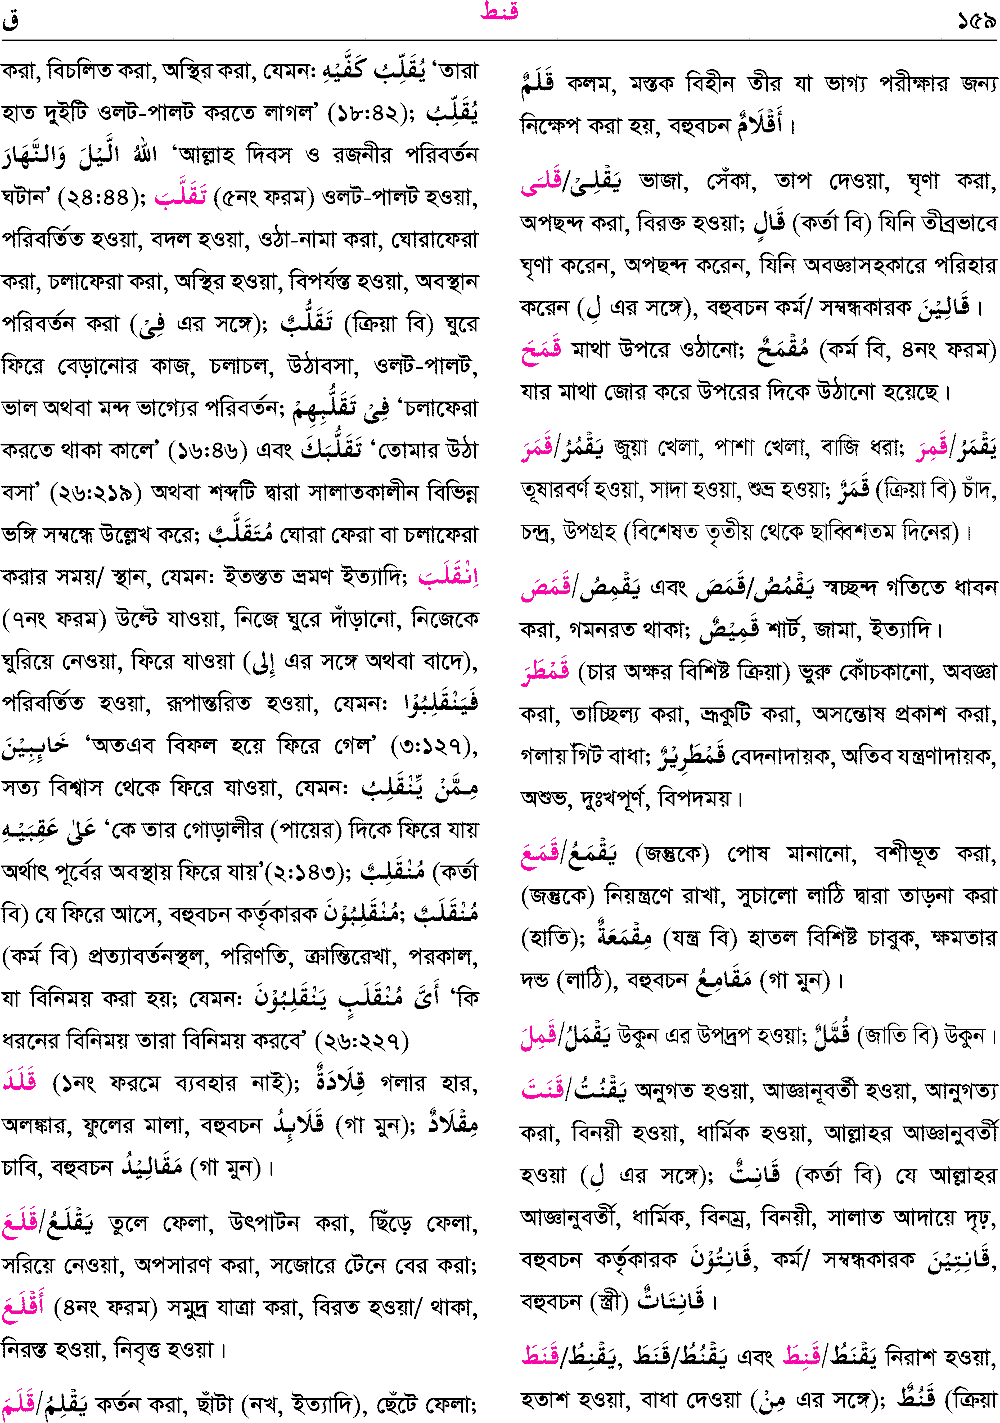 ق قنط ১৫৯
করা, বিচলিত করা, অস্থির করা, যেমন: يُقَلِّبُ كَفَّيْهِ ‘তারা
হাত দুইটি ওলট-পালট করতে লাগল’ (১৮:৪২); يُقَلِّبُ
اللهُ الَّيْلَ وَالنَّهَارَ ‘আল্লাহ দিবস ও রজনীর পরিবর্তন
ঘটান’ (২৪:৪৪); تَقَلَّبَ (৫নং ফরম) ওলট-পালট হওয়া,
পরিবর্তিত হওয়া, বদল হওয়া, ওঠা-নামা করা, ঘোরাফেরা
করা, চলাফেরা করা, অস্থির হওয়া, বিপর্যস্ত হওয়া, অবস্থান
পরিবর্তন করা (فِىْ এর সঙ্গে); تَقَلُّبٌ (ক্রিয়া বি) ঘুরে
ফিরে বেড়ানোর কাজ, চলাচল, উঠাবসা, ওলট-পালট,
ভাল অথবা মন্দ ভাগ্যের পরিবর্তন; فِىْ تَقَلُّبِهِمْ ‘চলাফেরা
করতে থাকা কালে’ (১৬:৪৬) এবং تَقَلُّبَكَ ‘তোমার উঠা
বসা’ (২৬:২১৯) অথবা শব্দটি দ্বারা সালাতকালীন বিভিন্ন
ভঙ্গি সম্বন্ধে উল্লেখ করে; مُتَقَلَّبٌ ঘোরা ফেরা বা চলাফেরা
করার সময়/ স্থান, যেমন: ইতস্তত ভ্রমণ ইত্যাদি; اِنْقَلَبَ
(৭নং ফরম) উল্টে যাওয়া, নিজে ঘুরে দাঁড়ানো, নিজেকে
ঘুরিয়ে নেওয়া, ফিরে যাওয়া (إِلى এর সঙ্গে অথবা বাদে),
পরিবর্তিত হওয়া, রূপান্তরিত হওয়া, যেমন: فَيَنْقَلِبُوْا
خَابِبِيْنَ ‘অতএব বিফল হয়ে ফিরে গেল’ (৩:১২৭),
সত্য বিশ্বাস থেকে ফিরে যাওয়া, যেমন: مِمَّنْ يَّنْقَلِبُ
عَلىٰ عَقِبَيْهِ ‘কে তার গোড়ালীর (পায়ের) দিকে ফিরে যায়
অর্থাৎ পূর্বের অবস্থায় ফিরে যায়’(২:১৪৩); مُنْقَلِبٌ (কর্তা
বি) যে ফিরে আসে, বহুবচন কর্তৃকারক مُنْقَلِبُوْنَ; مُنْقَلَبٌ
(কর্ম বি) প্রত্যাবর্তনস্থল, পরিণতি, ক্রান্তিরেখা, পরকাল,
যা বিনিময় করা হয়; যেমন: أَىَّ مُنْقَلَبٍ يَنْقَلِبُوْنَ ‘কি
ধরনের বিনিময় তারা বিনিময় করবে’ (২৬:২২৭)
قَلَدَ (১নং ফরমে ব্যবহার নাই); قِلَادَةٌ গলার হার,
অলঙ্কার, ফুলের মালা, বহুবচন قَلَابِدُ (গা মুন); مِقْلَادٌ
চাবি, বহুবচন مَقَالِيْدُ (গা মুন)।
قَلَعَ/يَقْلَعُ তুলে ফেলা, উৎপাটন করা, ছিঁড়ে ফেলা,
সরিয়ে নেওয়া, অপসারণ করা, সজোরে টেনে বের করা;
أَقْلَعَ (৪নং ফরম) সমুদ্র যাত্রা করা, বিরত হওয়া/ থাকা,
নিরস্ত হওয়া, নিবৃত্ত হওয়া।
قَلَمَ/يَقْلِمُ কর্তন করা, ছাঁটা (নখ, ইত্যাদি), ছেঁটে ফেলা;
قَلَمٌ কলম, মস্তক বিহীন তীর যা ভাগ্য পরীক্ষার জন্য
নিক্ষেপ করা হয়, বহুবচন أَقْلَامٌ।
قَلَى/يَقْلِىْ ভাজা, সেঁকা, তাপ দেওয়া, ঘৃণা করা,
অপছন্দ করা, বিরক্ত হওয়া; قَالٍ (কর্তা বি) যিনি তীব্রভাবে
ঘৃণা করেন, অপছন্দ করেন, যিনি অবজ্ঞাসহকারে পরিহার
করেন (لِ এর সঙ্গে), বহুবচন কর্ম/ সম্বন্ধকারক قَالِيْنَ।
قَمَحَ মাথা উপরে ওঠানো; مُقْمَحٌ (কর্ম বি, ৪নং ফরম)
যার মাথা জোর করে উপরের দিকে উঠানো হয়েছে।
قَمَرَ/يَقْمُرُ জুয়া খেলা, পাশা খেলা, বাজি ধরা; قَمِرَ/يَقْمَرُ
তূষারবর্ণ হওয়া, সাদা হওয়া, শুভ্র হওয়া; قَمَرٌ (ক্রিয়া বি) চাঁদ,
চন্দ্র, উপগ্রহ (বিশেষত তৃতীয় থেকে ছাব্বিশতম দিনের)।
قَمَصَ/يَقْمِصُ এবং قَمَصَ/يَقْمُصُ স্বচ্ছন্দ গতিতে ধাবন
করা, গমনরত থাকা; قَمِيْصٌ শার্ট, জামা, ইত্যাদি।
قَمْطَرَ (চার অক্ষর বিশিষ্ট ক্রিয়া) ভুরু কোঁচকানো, অবজ্ঞা
করা, তাচ্ছিল্য করা, ভ্রূকুটি করা, অসন্তোষ প্রকাশ করা,
গলায় গিঁট বাধা; قَمْطَرِيْرٌ বেদনাদায়ক, অতিব যন্ত্রণাদায়ক,
অশুভ, দুঃখপূর্ণ, বিপদময়।
قَمَعَ/يَقْمَعُ (জন্তুকে) পোষ মানানো, বশীভূত করা,
(জন্তুকে) নিয়ন্ত্রণে রাখা, সুচালো লাঠি দ্বারা তাড়না করা
(হাতি); مِقْمَعَةٌ (যন্ত্র বি) হাতল বিশিষ্ট চাবুক, ক্ষমতার
দন্ড (লাঠি), বহুবচন مَقَامِعُ (গা মুন)।
قَمِلَ/يَقْمَلُ উকুন এর উপদ্রপ হওয়া; قُمَّلٌ (জাতি বি) উকুন।
قَنَتَ/يَقْنُتُ অনুগত হওয়া, আজ্ঞানূবর্তী হওয়া, আনুগত্য
করা, বিনয়ী হওয়া, ধার্মিক হওয়া, আল্লাহর আজ্ঞানুবর্তী
হওয়া (لِ এর সঙ্গে); قَانِتٌ (কর্তা বি) যে আল্লাহর
আজ্ঞানুবর্তী, ধার্মিক, বিনম্র, বিনয়ী, সালাত আদায়ে দৃঢ়,
বহুবচন কর্তৃকারক قَانِتُوْنَ, কর্ম/ সম্বন্ধকারক قَانِتِيْنَ,
বহুবচন (স্ত্রী) قَانِتَاتٌ।
قَنَطَ/يَقْنِطُ, قَنَطَ/يَقْنُطُ এবং قَنِطَ/يَقْنَطُ নিরাশ হওয়া,
হতাশ হওয়া, বাধা দেওয়া (مِنْ এর সঙ্গে); قَنُطٌ (ক্রিয়া